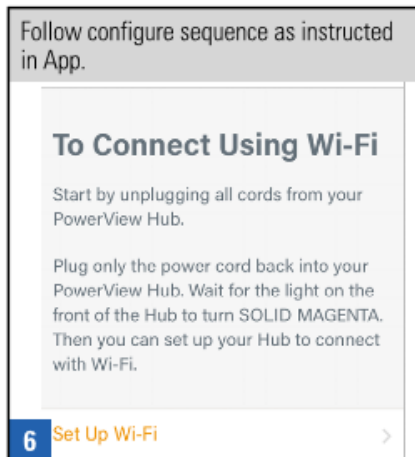 Follow configure sequence as instructed
in App.
To Connect Using Wi-Fi
Start by unplugging all cords from your
PowerView Hub.
Plug only the power cord back into your
PowerView Hub. Wait for the light on the
front of the Hub to turn SOLID MAGENTA.
Then you can set up your Hub to connect
with Wi-Fi.
6 Set Up Wi-Fi